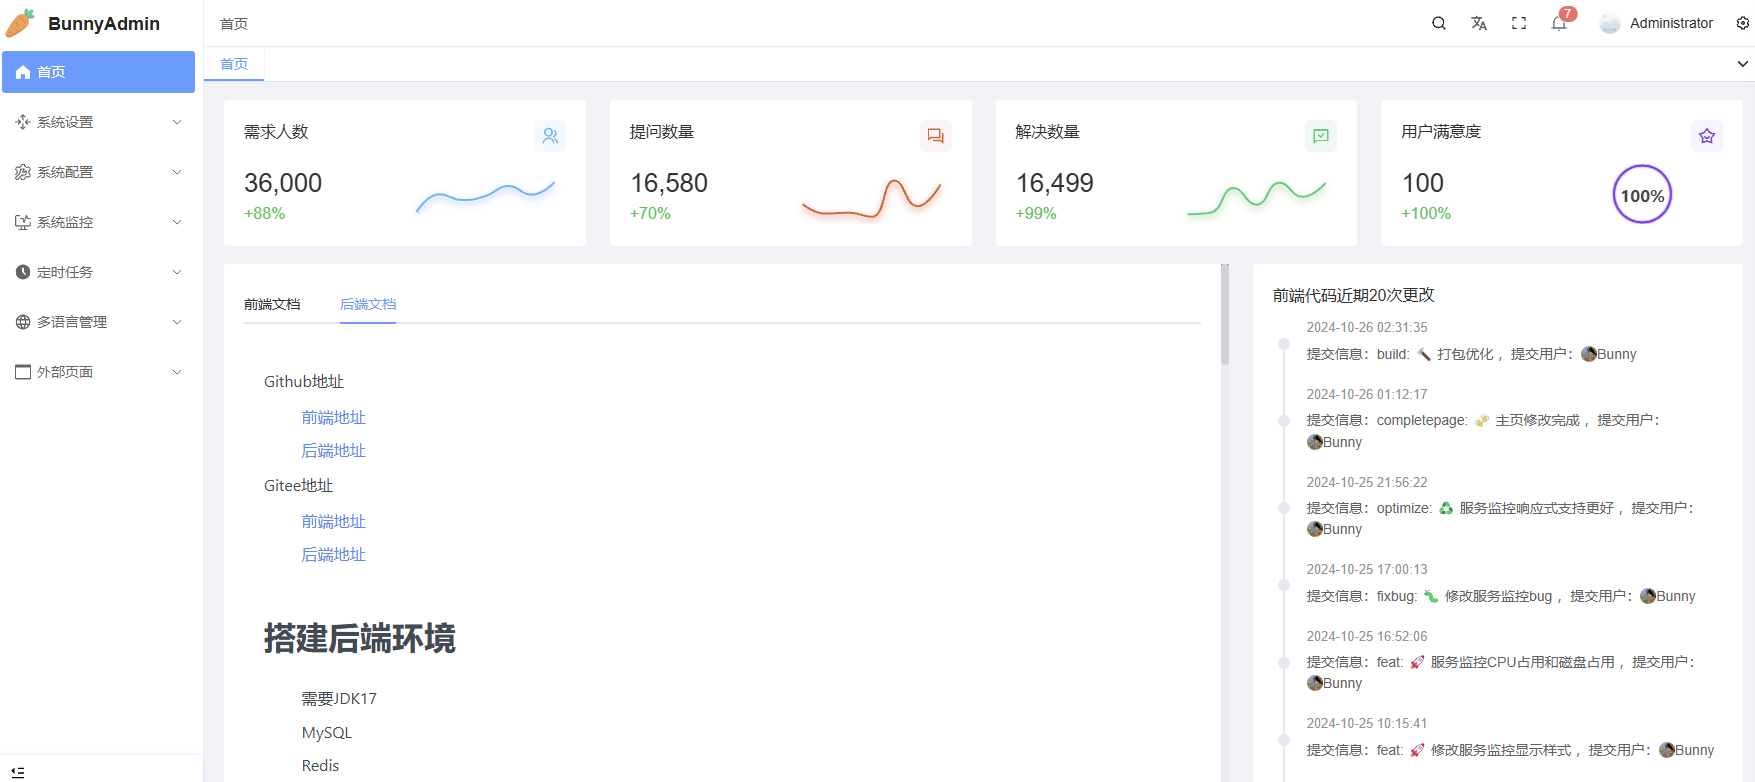 BunnyAdmin
首页
系统设置
系统配置
系统监控
定时任务
多语言管理
外部页面
首页
7
Administrator
首页
需求人数
36,000
+88%
提问数量
16,580
+70%
解决数量
16,499
+99%
用户满意度
100
+100%
100%
前端文档 后端文档
Github地址
前端地址
后端地址
Gitee地址
前端地址
后端地址
搭建后端环境
需要JDK17
MySQL
Redis
前端代码近期20次更改
2024-10-26 02:31:35
提交信息：build: 🔨 打包优化 ，提交用户：Bunny
2024-10-26 01:12:17
提交信息：completepage: 🍻 主页修改完成 ，提交用户：
Bunny
2024-10-25 21:56:22
提交信息：optimize: ♻️ 服务监控响应式支持更好 ，提交用户：
Bunny
2024-10-25 17:00:13
提交信息：fixbug: 🐛 修改服务监控bug ，提交用户：Bunny
2024-10-25 16:52:06
提交信息：feat: 🚀 服务监控CPU占用和磁盘占用 ，提交用户：
Bunny
2024-10-25 10:15:41
提交信息：feat: 🚀 修改服务监控显示样式 ，提交用户：Bunny